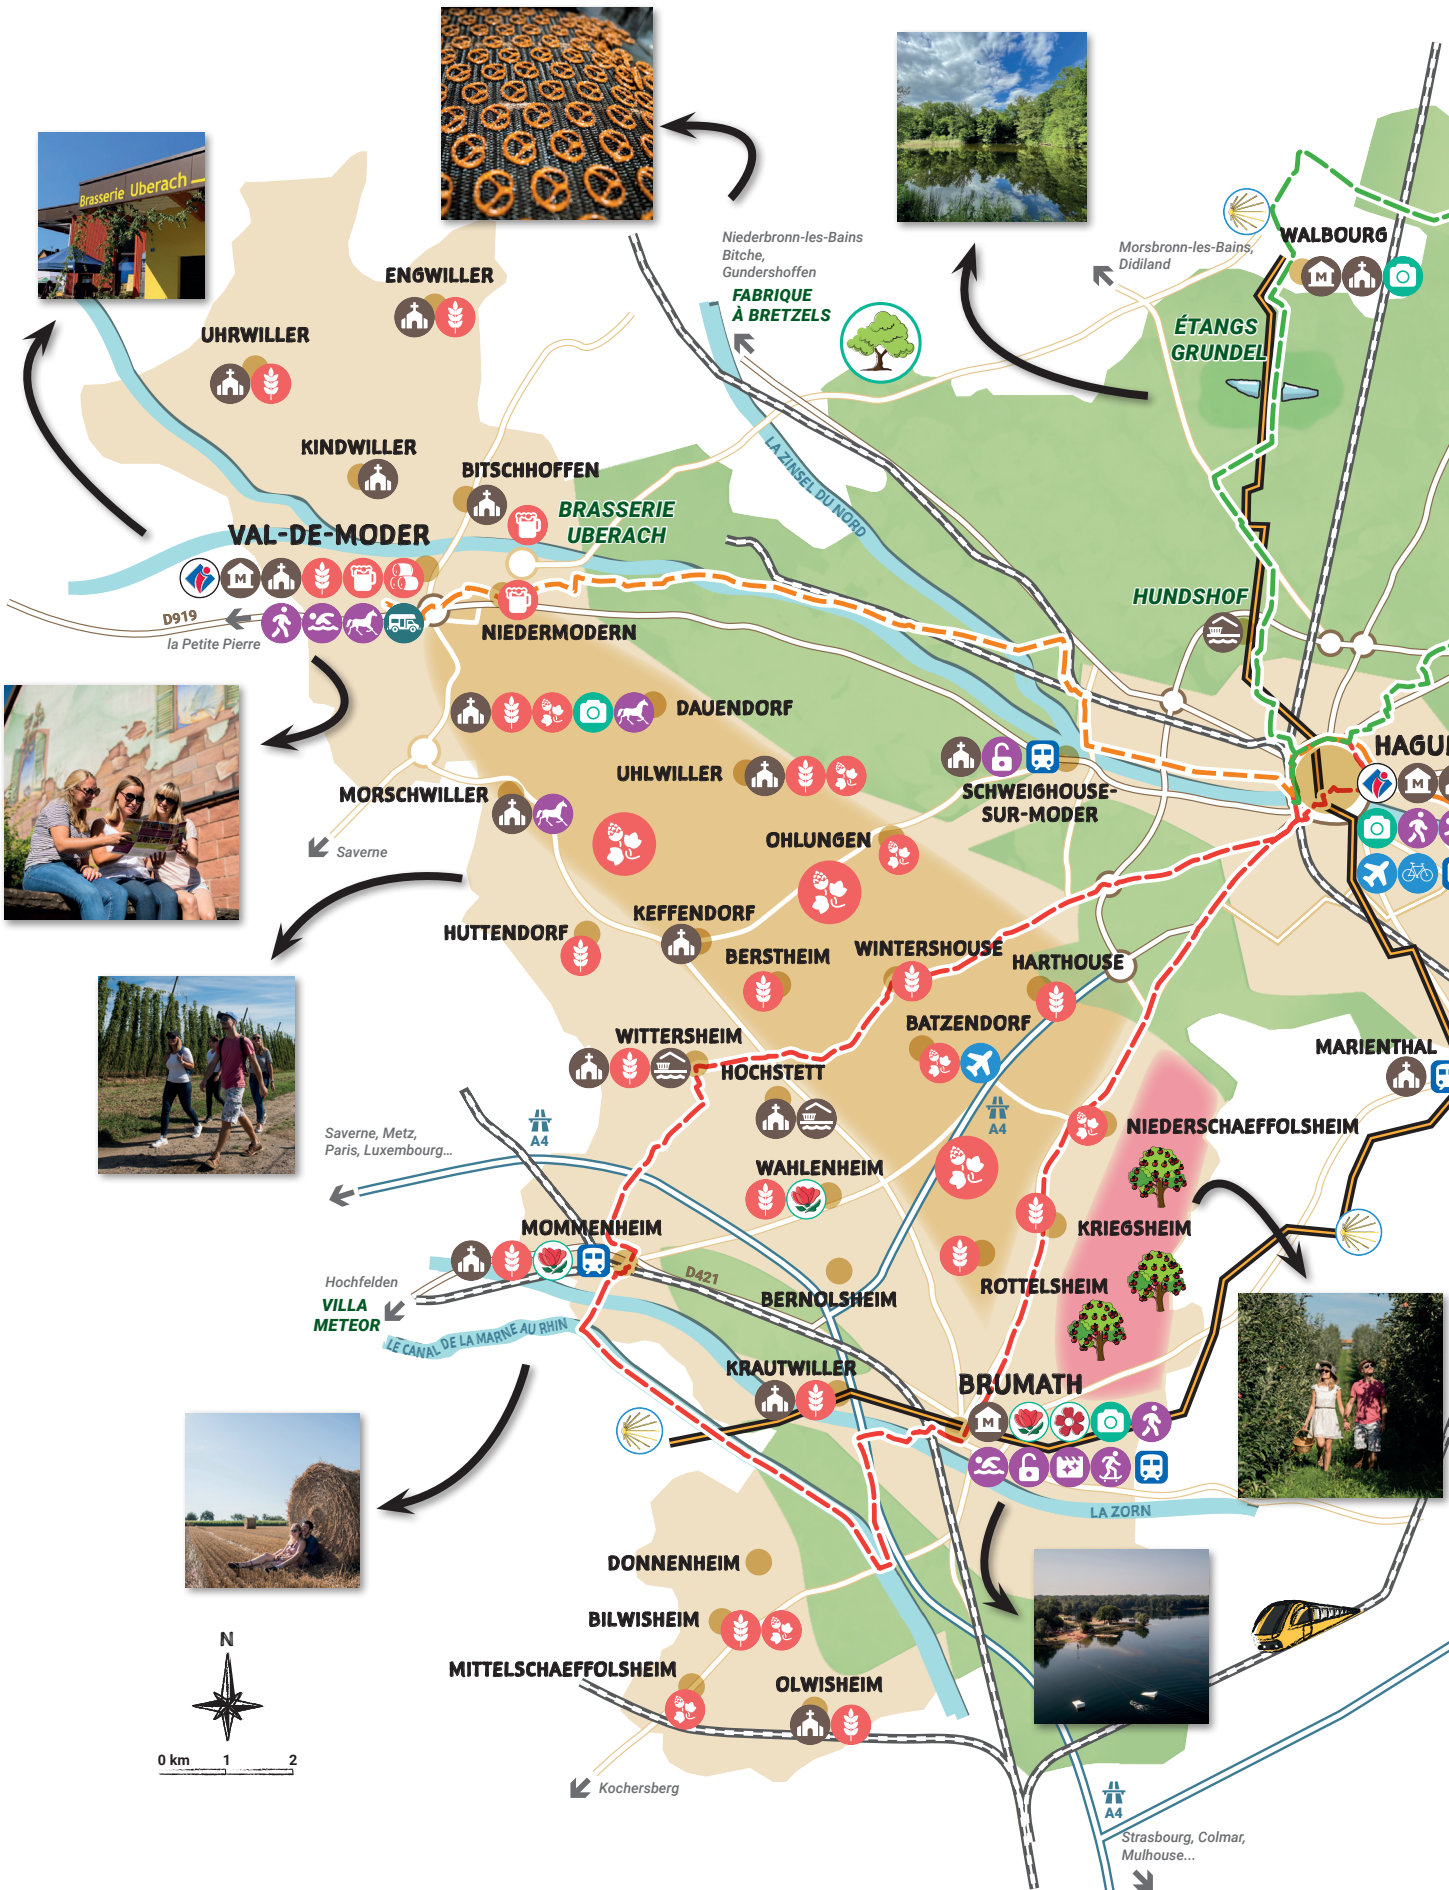 Brasserie Uberach
Niederbronn-les-Bains
Bitche,
Gundershoffen
FABRIQUE
À BRETZELS
Morsbronn-les-Bains,
Didiland
WALBOURG
M
ENGWILLER
UHRWILLER
ÉTANGS
GRUNDEL
KINDWILLER
BITSCHHOFFEN
LA ZINSEL DU NORD
BRASSERIE
UBERACH
VAL-DE-MODER
M
D919
la Petite Pierre
NIEDERMODERN
HUNDSHOF
DAUENDORF
UHLWILLER
MORSCHWILLER
SCHWEIGHOUSE-
SUR-MODER
HAGU
M
OHLUNGEN
Saverne
KEFFENDORF
HUTTENDORF
BERSTHEIM
WINTERSHOUSE
HARTHOUSE
BATZENDORF
WITTERSHEIM
HOCHSTETT
MARIENTHAL
A4
A4
Saverne, Metz,
Paris, Luxembourg...
NIEDERSCHAEFFOLSHEIM
WAHLENHEIM
MOMMENHEIM
KRIEGSHEIM
D421
ROTTELSHEIM
BERNOLSHEIM
Hochfelden
VILLA
METEOR
LE CANAL DE LA MARNE AU RHIN
KRAUTWILLER
BRUMATH
M
LA ZORN
DONNENHEIM
BILWISHEIM
MITTELSCHAEFFOLSHEIM
OLWISHEIM
N
0 km 1 2
Kochersberg
A4
Strasbourg, Colmar,
Mulhouse...